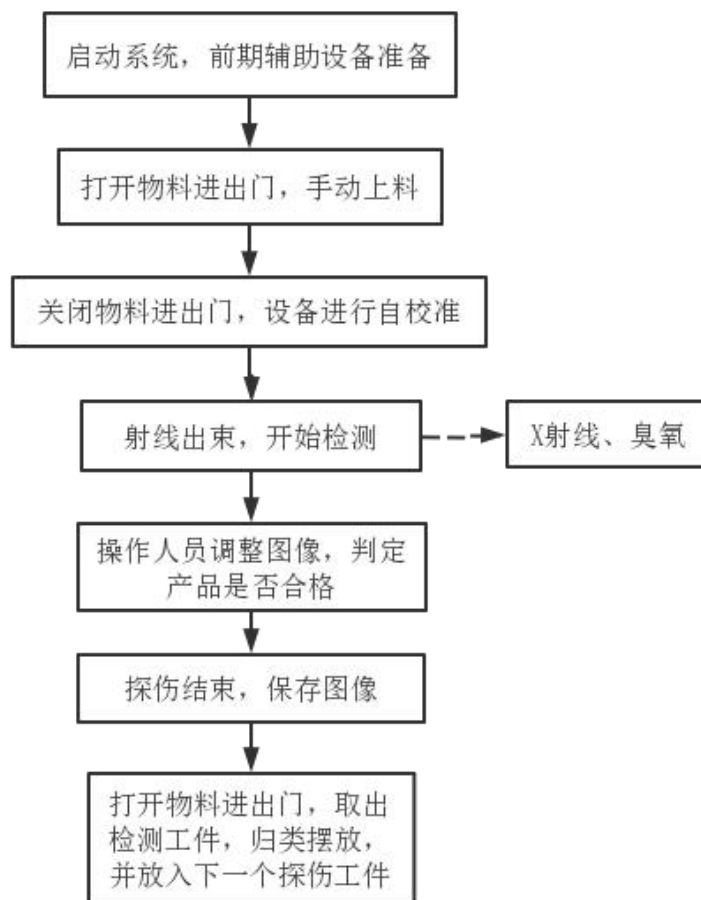 启动系统，前期辅助设备准备
打开物料进出门，手动上料
关闭物料进出门，设备进行自校准
射线出束，开始检测
X射线、臭氧
操作人员调整图像，判定
产品是否合格
探伤结束，保存图像
打开物料进出门，取出
检测工件，归类摆放，
并放入下一个探伤工件